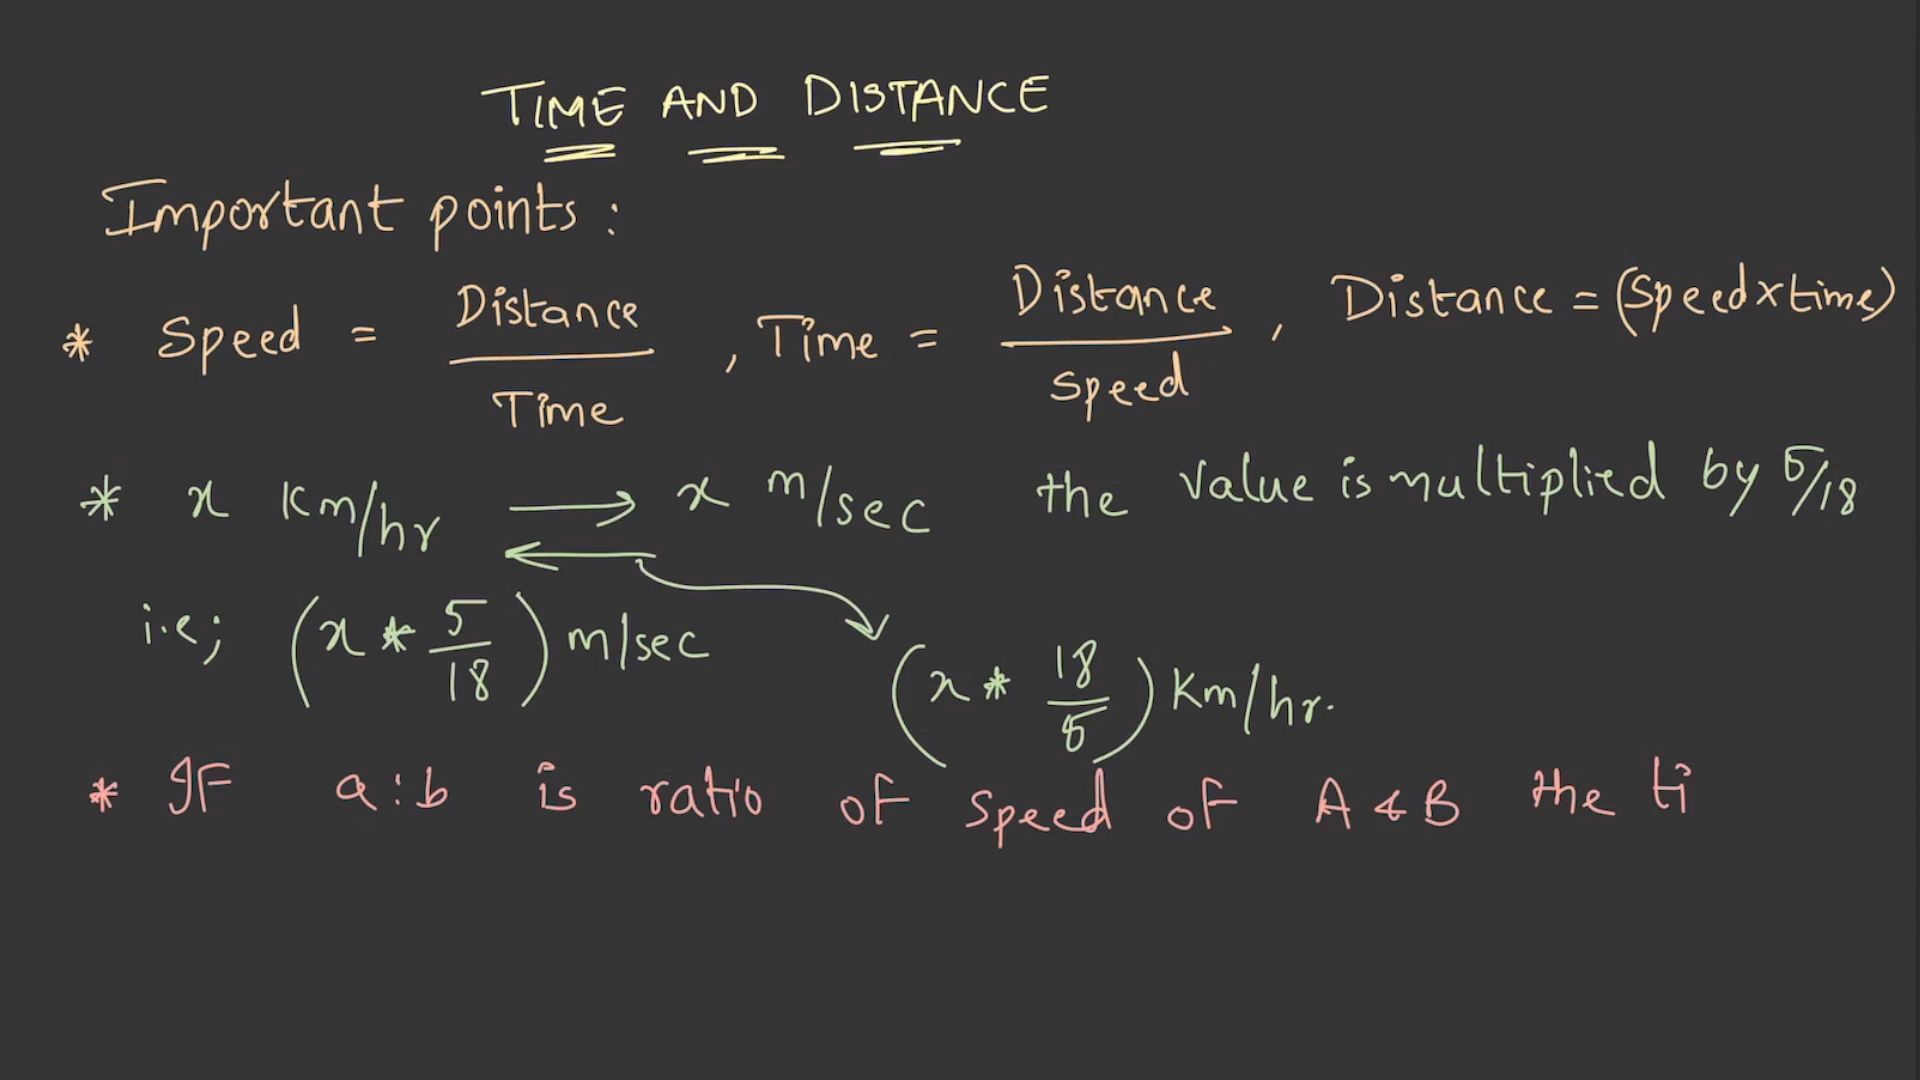 TIME AND DISTANCE
Important points :
* Speed = Distance / Time , Time = Distance / Speed , Distance = (Speed x time)
* x Km/hr → x m/sec the value is multiplied by 5/18
←
i.e; (x * 5/18) m/sec
(x * 18/5) Km/hr.
* IF a:b is ratio of speed of A & B the ti